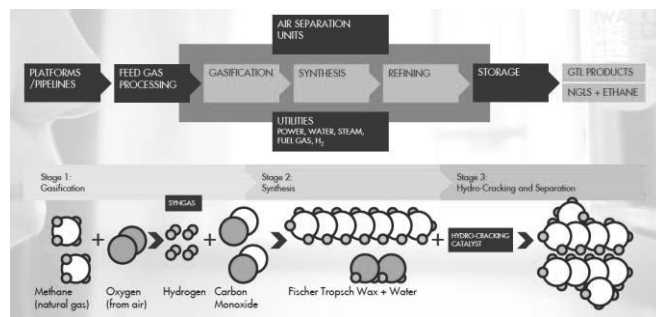 AIR SEPARATION
UNITS
PLATFORMS
/PIPELINES
FEED GAS
PROCESSING
GASIFICATION
SYNTHESIS
REFINING
STORAGE
GTL PRODUCTS
NGLS + ETHANE
UTILITIES
POWER, WATER, STEAM,
FUEL GAS, H₂
Stage 1:
Gasification
Stage 2:
Synthesis
Stage 3:
Hydro-Cracking and Separation
SYNGAS
+
+
+
HYDRO-CRACKING
CATALYST
Methane
(natural gas)
Oxygen
(from air)
Hydrogen
Carbon
Monoxide
Fischer Tropsch Wax + Water